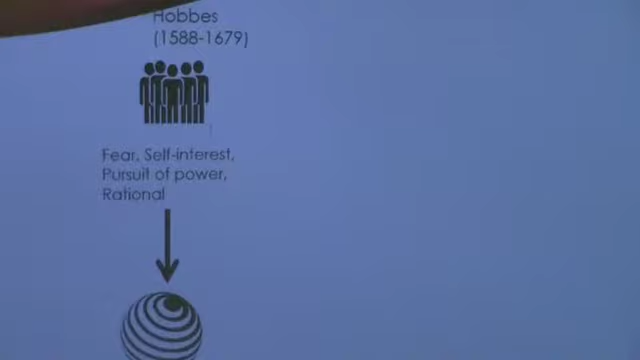 Hobbes
(1588-1679)
Fear, Self-interest,
Pursuit of power,
Rational